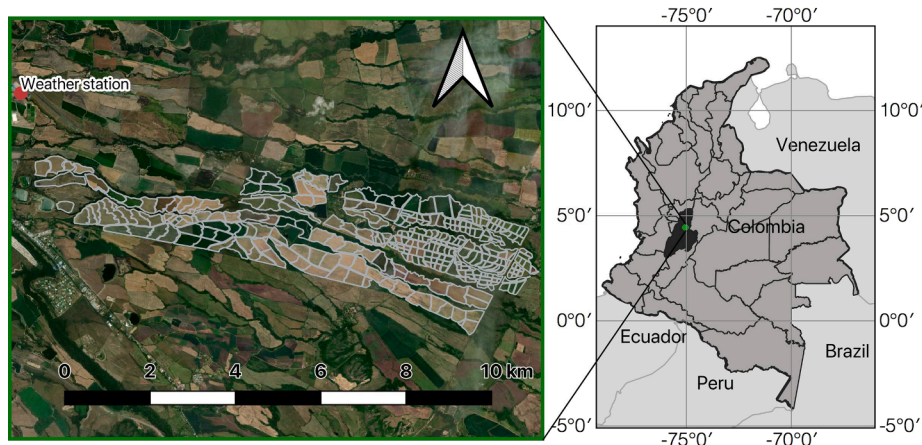 Weather station
0 2 4 6 8 10 km
-75°0′ -70°0′
10°0′ 10°0′
Venezuela
5°0′ 5°0′
Colombia
0°0′ 0°0′
Ecuador
Brazil
Peru
-5°0′ -5°0′
-75°0′ -70°0′